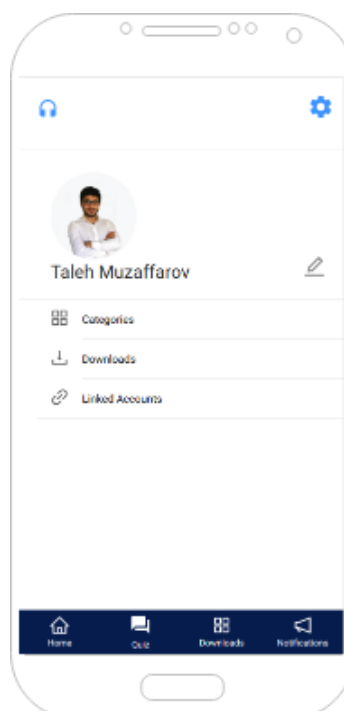 Taleh Muzaffarov
Categories
Downloads
Linked Accounts
Home
Quiz
Downloads
Notifications